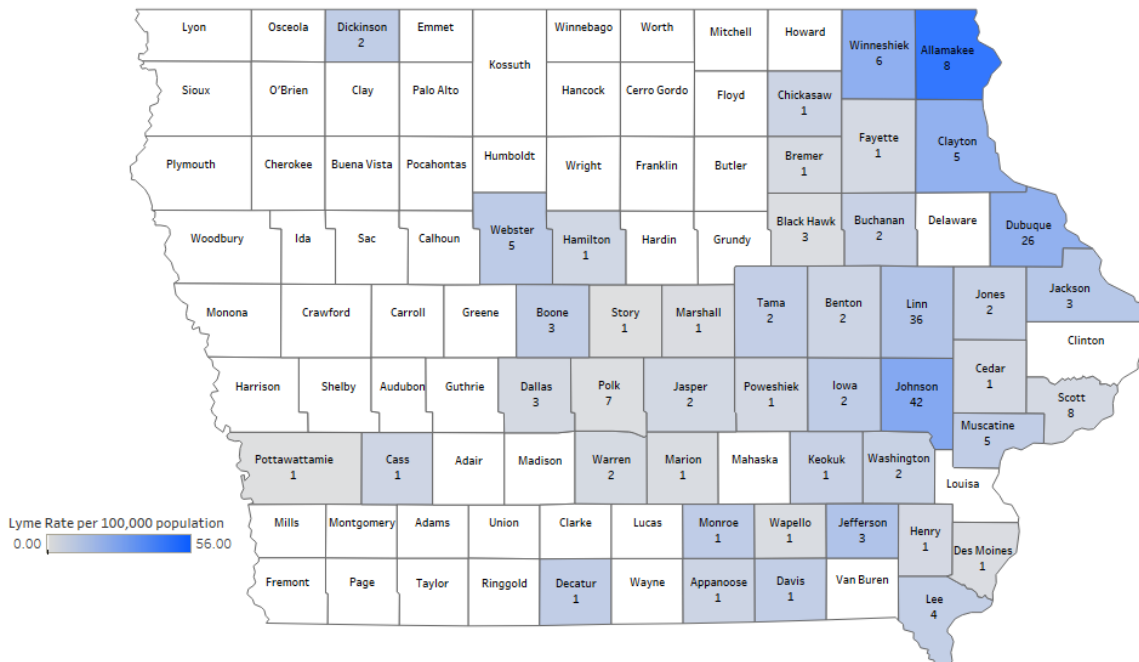 Lyon
Osceola
Dickinson
2
Emmet
Winnebago
Worth
Mitchell
Howard
Winneshiek
6
Allamakee
8
Kossuth
Sioux
O'Brien
Clay
Palo Alto
Hancock
Cerro Gordo
Floyd
Chickasaw
1
Fayette
1
Clayton
5
Plymouth
Cherokee
Buena Vista
Pocahontas
Humboldt
Wright
Franklin
Butler
Bremer
1
Woodbury
Ida
Sac
Calhoun
Webster
5
Hamilton
1
Hardin
Grundy
Black Hawk
3
Buchanan
2
Delaware
Dubuque
26
Monona
Crawford
Carroll
Greene
Boone
3
Story
1
Marshall
1
Tama
2
Benton
2
Linn
36
Jones
2
Jackson
3
Clinton
Harrison
Shelby
Audubon
Guthrie
Dallas
3
Polk
7
Jasper
2
Poweshiek
1
Iowa
2
Johnson
42
Cedar
1
Scott
8
Muscatine
5
Pottawattamie
1
Cass
1
Adair
Madison
Warren
2
Marion
1
Mahaska
Keokuk
1
Washington
2
Louisa
Lyme Rate per 100,000 population
0.00
56.00
Mills
Montgomery
Adams
Union
Clarke
Lucas
Monroe
1
Wapello
1
Jefferson
3
Henry
1
Des Moines
1
Fremont
Page
Taylor
Ringgold
Decatur
1
Wayne
Appanoose
1
Davis
1
Van Buren
Lee
4